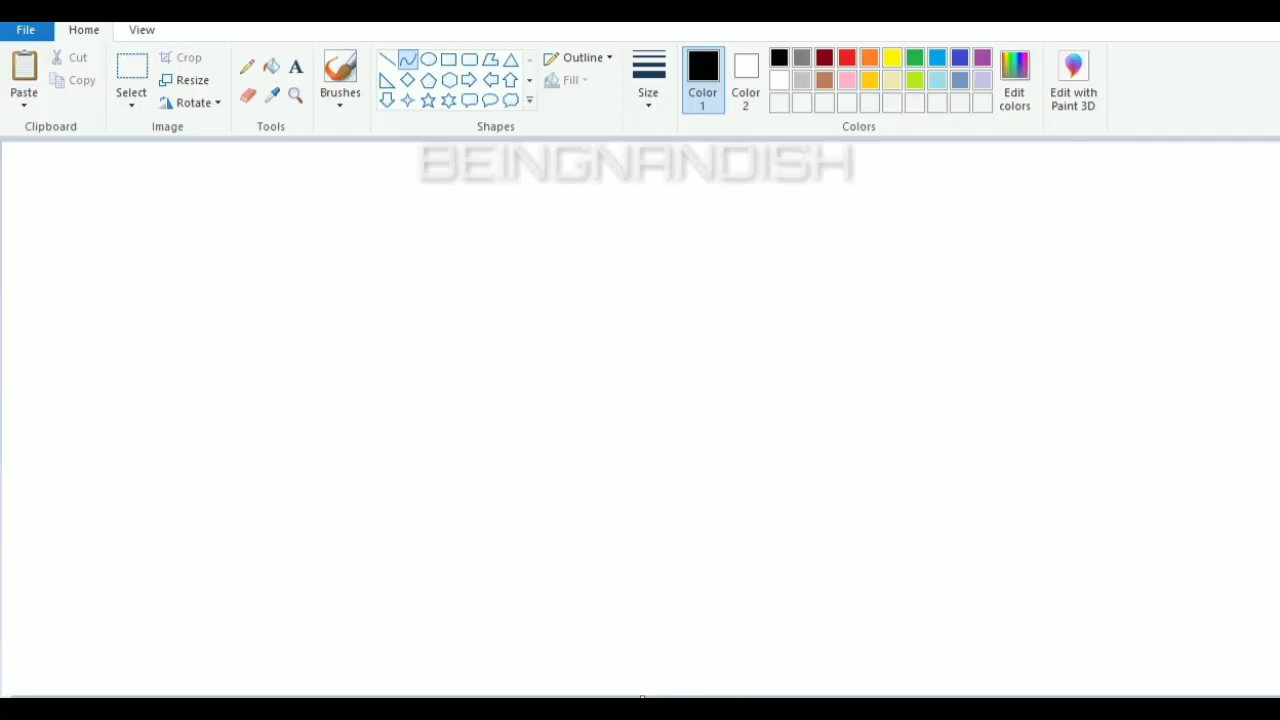 File Home View
Paste
Clipboard
Cut
Copy
Select
Crop
Resize
Rotate
Image
A
Tools
Brushes
Shapes
Outline
Fill
Size
Color
1
Color
2
Colors
Edit
colors
Edit with
Paint 3D
BEINGNANDISH